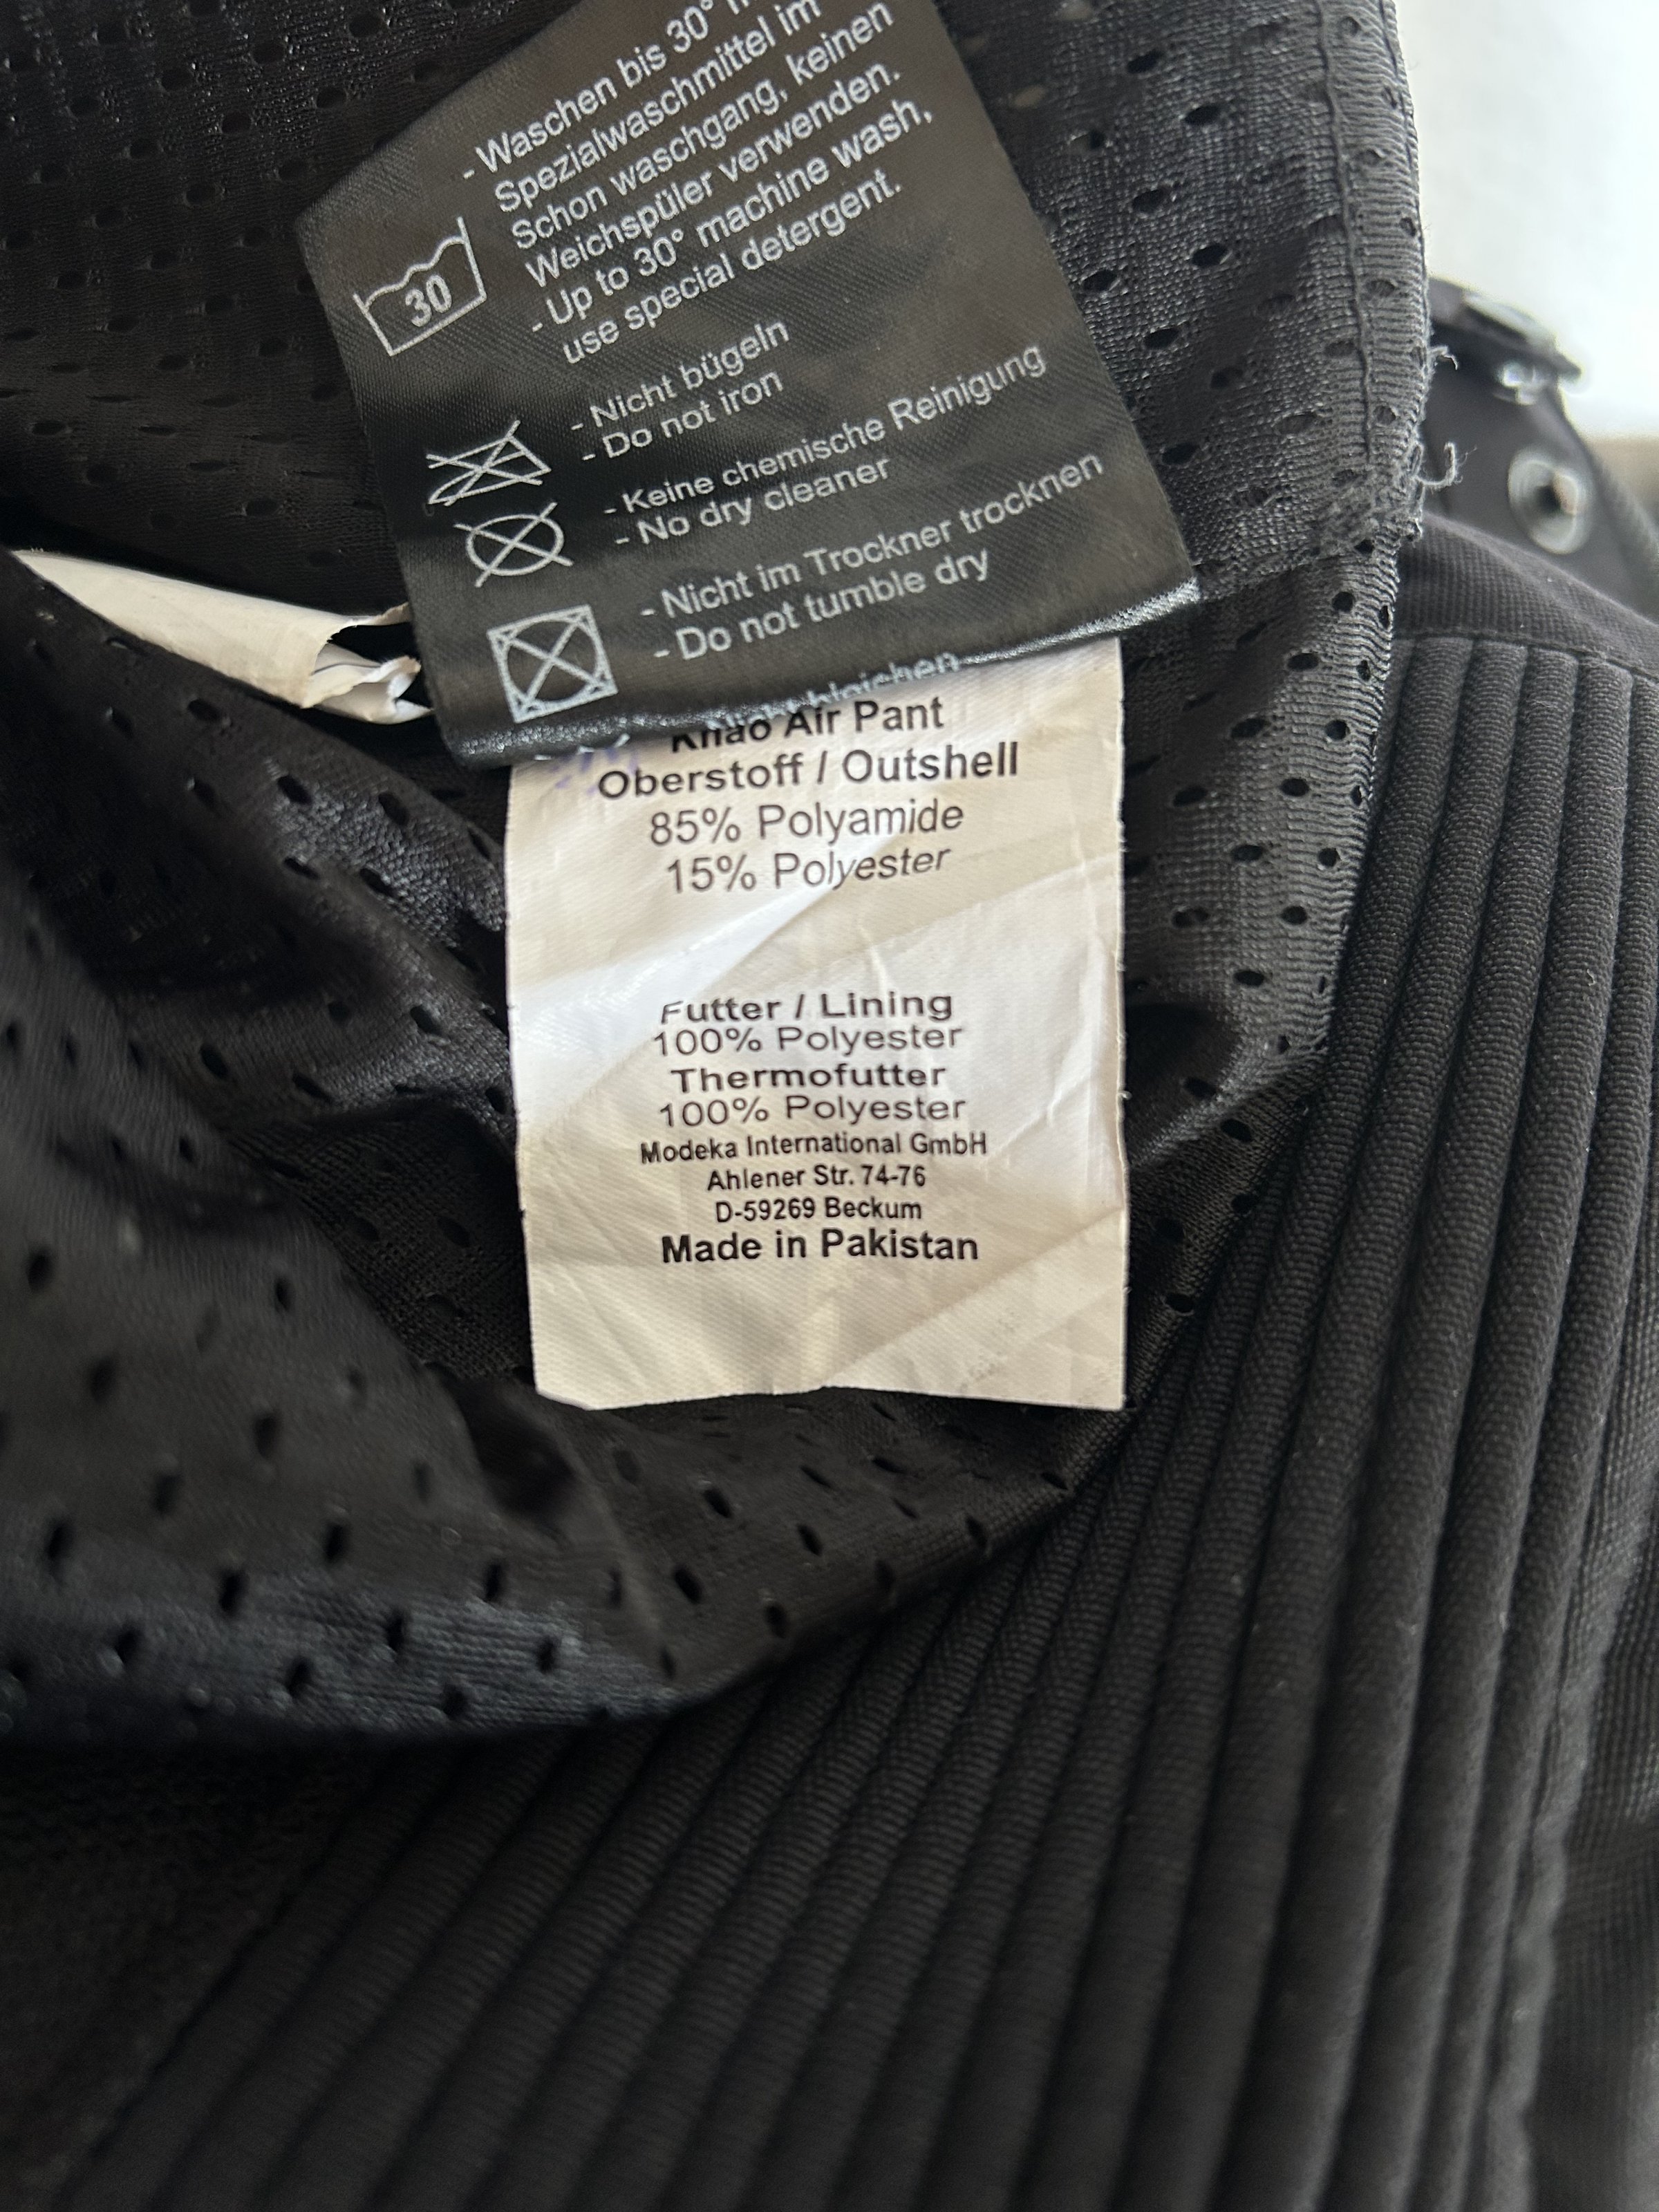 - Waschen bis 30°
Spezialwaschmittel im
Schon waschgang, keinen
Weichspüler verwenden.
- Up to 30° machine wash,
use special detergent.
30
- Nicht bügeln
- Do not iron
- Keine chemische Reinigung
- No dry cleaner
- Nicht im Trockner trocknen
- Do not tumble dry
Khao Air Pant
Oberstoff / Outshell
85% Polyamide
15% Polyester
Futter / Lining
100% Polyester
Thermofutter
100% Polyester
Modeka International GmbH
Ahlener Str. 74-76
D-59269 Beckum
Made in Pakistan